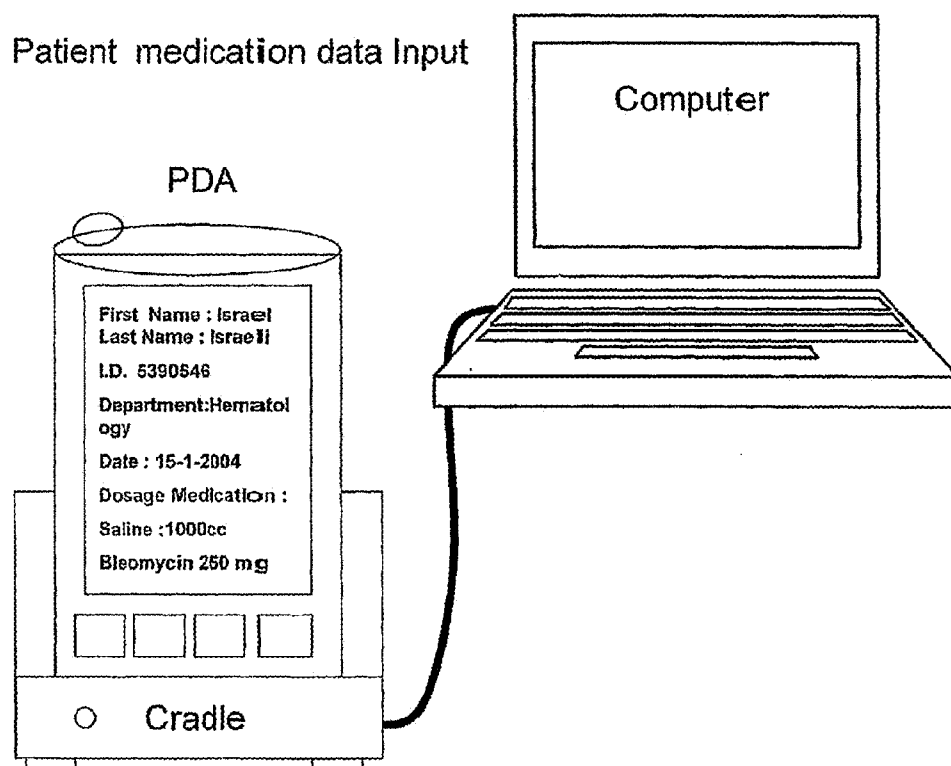 Patient medication data Input
Computer
PDA
First Name : Israel
Last Name : Israeli
I.D. 5390546
Department:Hematol
ogy
Date : 15-1-2004
Dosage Medication :
Saline :1000cc
Bleomycin 250 mg
Cradle